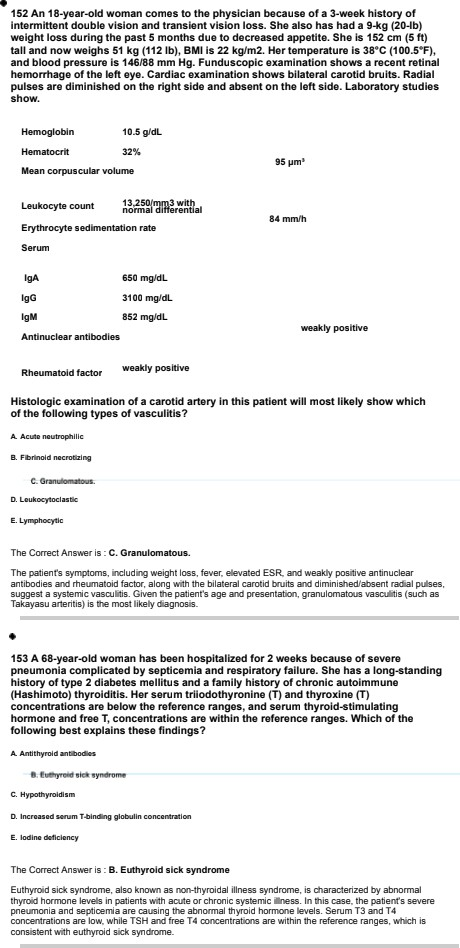 152 An 18-year-old woman comes to the physician because of a 3-week history of
intermittent double vision and transient vision loss. She also has had a 9-kg (20-lb)
weight loss during the past 5 months due to decreased appetite. She is 152 cm (5 ft)
tall and now weighs 51 kg (112 lb), BMI is 22 kg/m2. Her temperature is 38°C (100.5°F),
and blood pressure is 146/88 mm Hg. Funduscopic examination shows a recent retinal
hemorrhage of the left eye. Cardiac examination shows bilateral carotid bruits. Radial
pulses are diminished on the right side and absent on the left side. Laboratory studies
show.
Hemoglobin 10.5 g/dL
Hematocrit 32%
95 μm³
Mean corpuscular volume
Leukocyte count 13,250/mm3 with
normal differential
84 mm/h
Erythrocyte sedimentation rate
Serum
IgA 650 mg/dL
IgG 3100 mg/dL
IgM 852 mg/dL
weakly positive
Antinuclear antibodies
Rheumatoid factor weakly positive
Histologic examination of a carotid artery in this patient will most likely show which
of the following types of vasculitis?
A. Acute neutrophilic
B. Fibrinoid necrotizing
C. Granulomatous.
D. Leukocytoclastic
E. Lymphocytic
The Correct Answer is : C. Granulomatous.
The patient's symptoms, including weight loss, fever, elevated ESR, and weakly positive antinuclear
antibodies and rheumatoid factor, along with the bilateral carotid bruits and diminished/absent radial pulses,
suggest a systemic vasculitis. Given the patient's age and presentation, granulomatous vasculitis (such as
Takayasu arteritis) is the most likely diagnosis.
153 A 68-year-old woman has been hospitalized for 2 weeks because of severe
pneumonia complicated by septicemia and respiratory failure. She has a long-standing
history of type 2 diabetes mellitus and a family history of chronic autoimmune
(Hashimoto) thyroiditis. Her serum triiodothyronine (T) and thyroxine (T)
concentrations are below the reference ranges, and serum thyroid-stimulating
hormone and free T, concentrations are within the reference ranges. Which of the
following best explains these findings?
A. Antithyroid antibodies
B. Euthyroid sick syndrome
C. Hypothyroidism
D. Increased serum T-binding globulin concentration
E. Iodine deficiency
The Correct Answer is : B. Euthyroid sick syndrome
Euthyroid sick syndrome, also known as non-thyroidal illness syndrome, is characterized by abnormal
thyroid hormone levels in patients with acute or chronic systemic illness. In this case, the patient's severe
pneumonia and septicemia are causing the abnormal thyroid hormone levels. Serum T3 and T4
concentrations are low, while TSH and free T4 concentrations are within the reference ranges, which is
consistent with euthyroid sick syndrome.